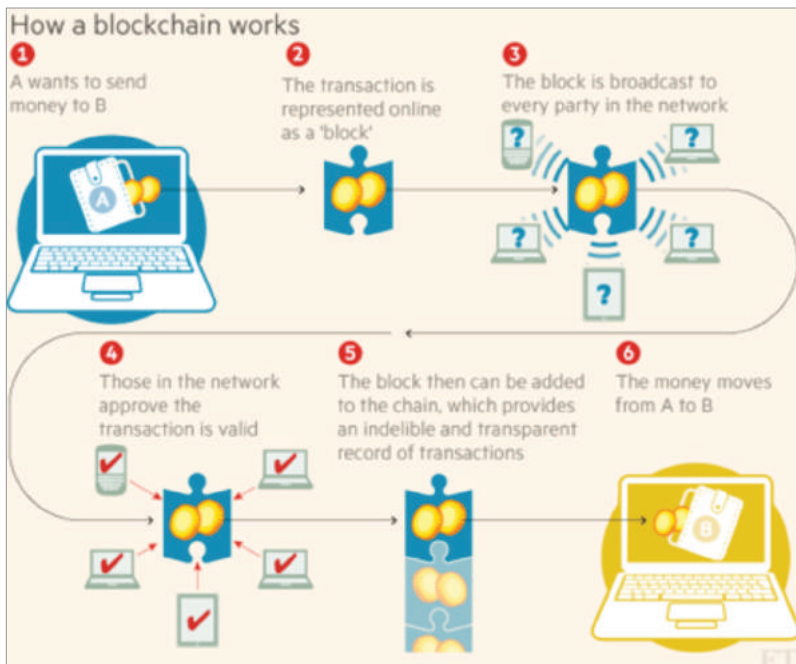 How a blockchain works
1
A wants to send
money to B
A
2
The transaction is
represented online
as a 'block'
3
The block is broadcast to
every party in the network
?
?
?
?
?
4
Those in the network
approve the
transaction is valid
5
The block then can be added
to the chain, which provides
an indelible and transparent
record of transactions
6
The money moves
from A to B
B